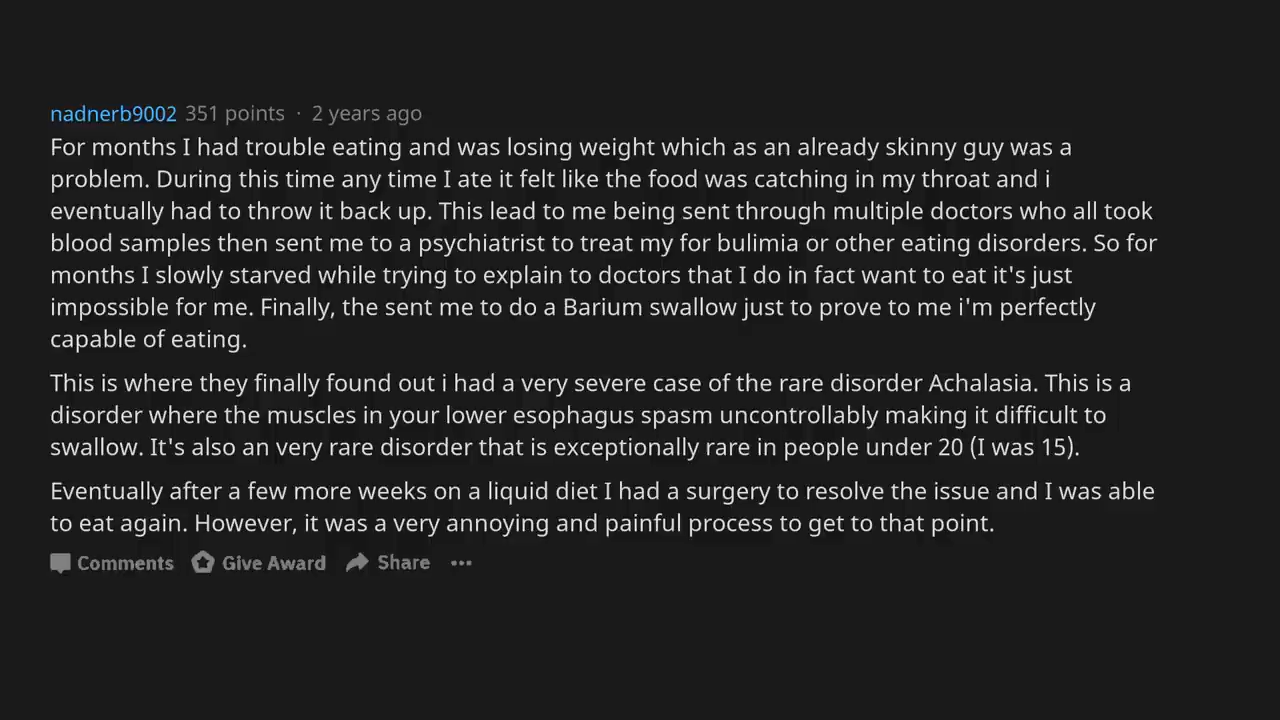 nadnerb9002 351 points · 2 years ago
For months I had trouble eating and was losing weight which as an already skinny guy was a
problem. During this time any time I ate it felt like the food was catching in my throat and i
eventually had to throw it back up. This lead to me being sent through multiple doctors who all took
blood samples then sent me to a psychiatrist to treat my for bulimia or other eating disorders. So for
months I slowly starved while trying to explain to doctors that I do in fact want to eat it's just
impossible for me. Finally, the sent me to do a Barium swallow just to prove to me i'm perfectly
capable of eating.
This is where they finally found out i had a very severe case of the rare disorder Achalasia. This is a
disorder where the muscles in your lower esophagus spasm uncontrollably making it difficult to
swallow. It's also an very rare disorder that is exceptionally rare in people under 20 (I was 15).
Eventually after a few more weeks on a liquid diet I had a surgery to resolve the issue and I was able
to eat again. However, it was a very annoying and painful process to get to that point.
Comments Give Award Share ···